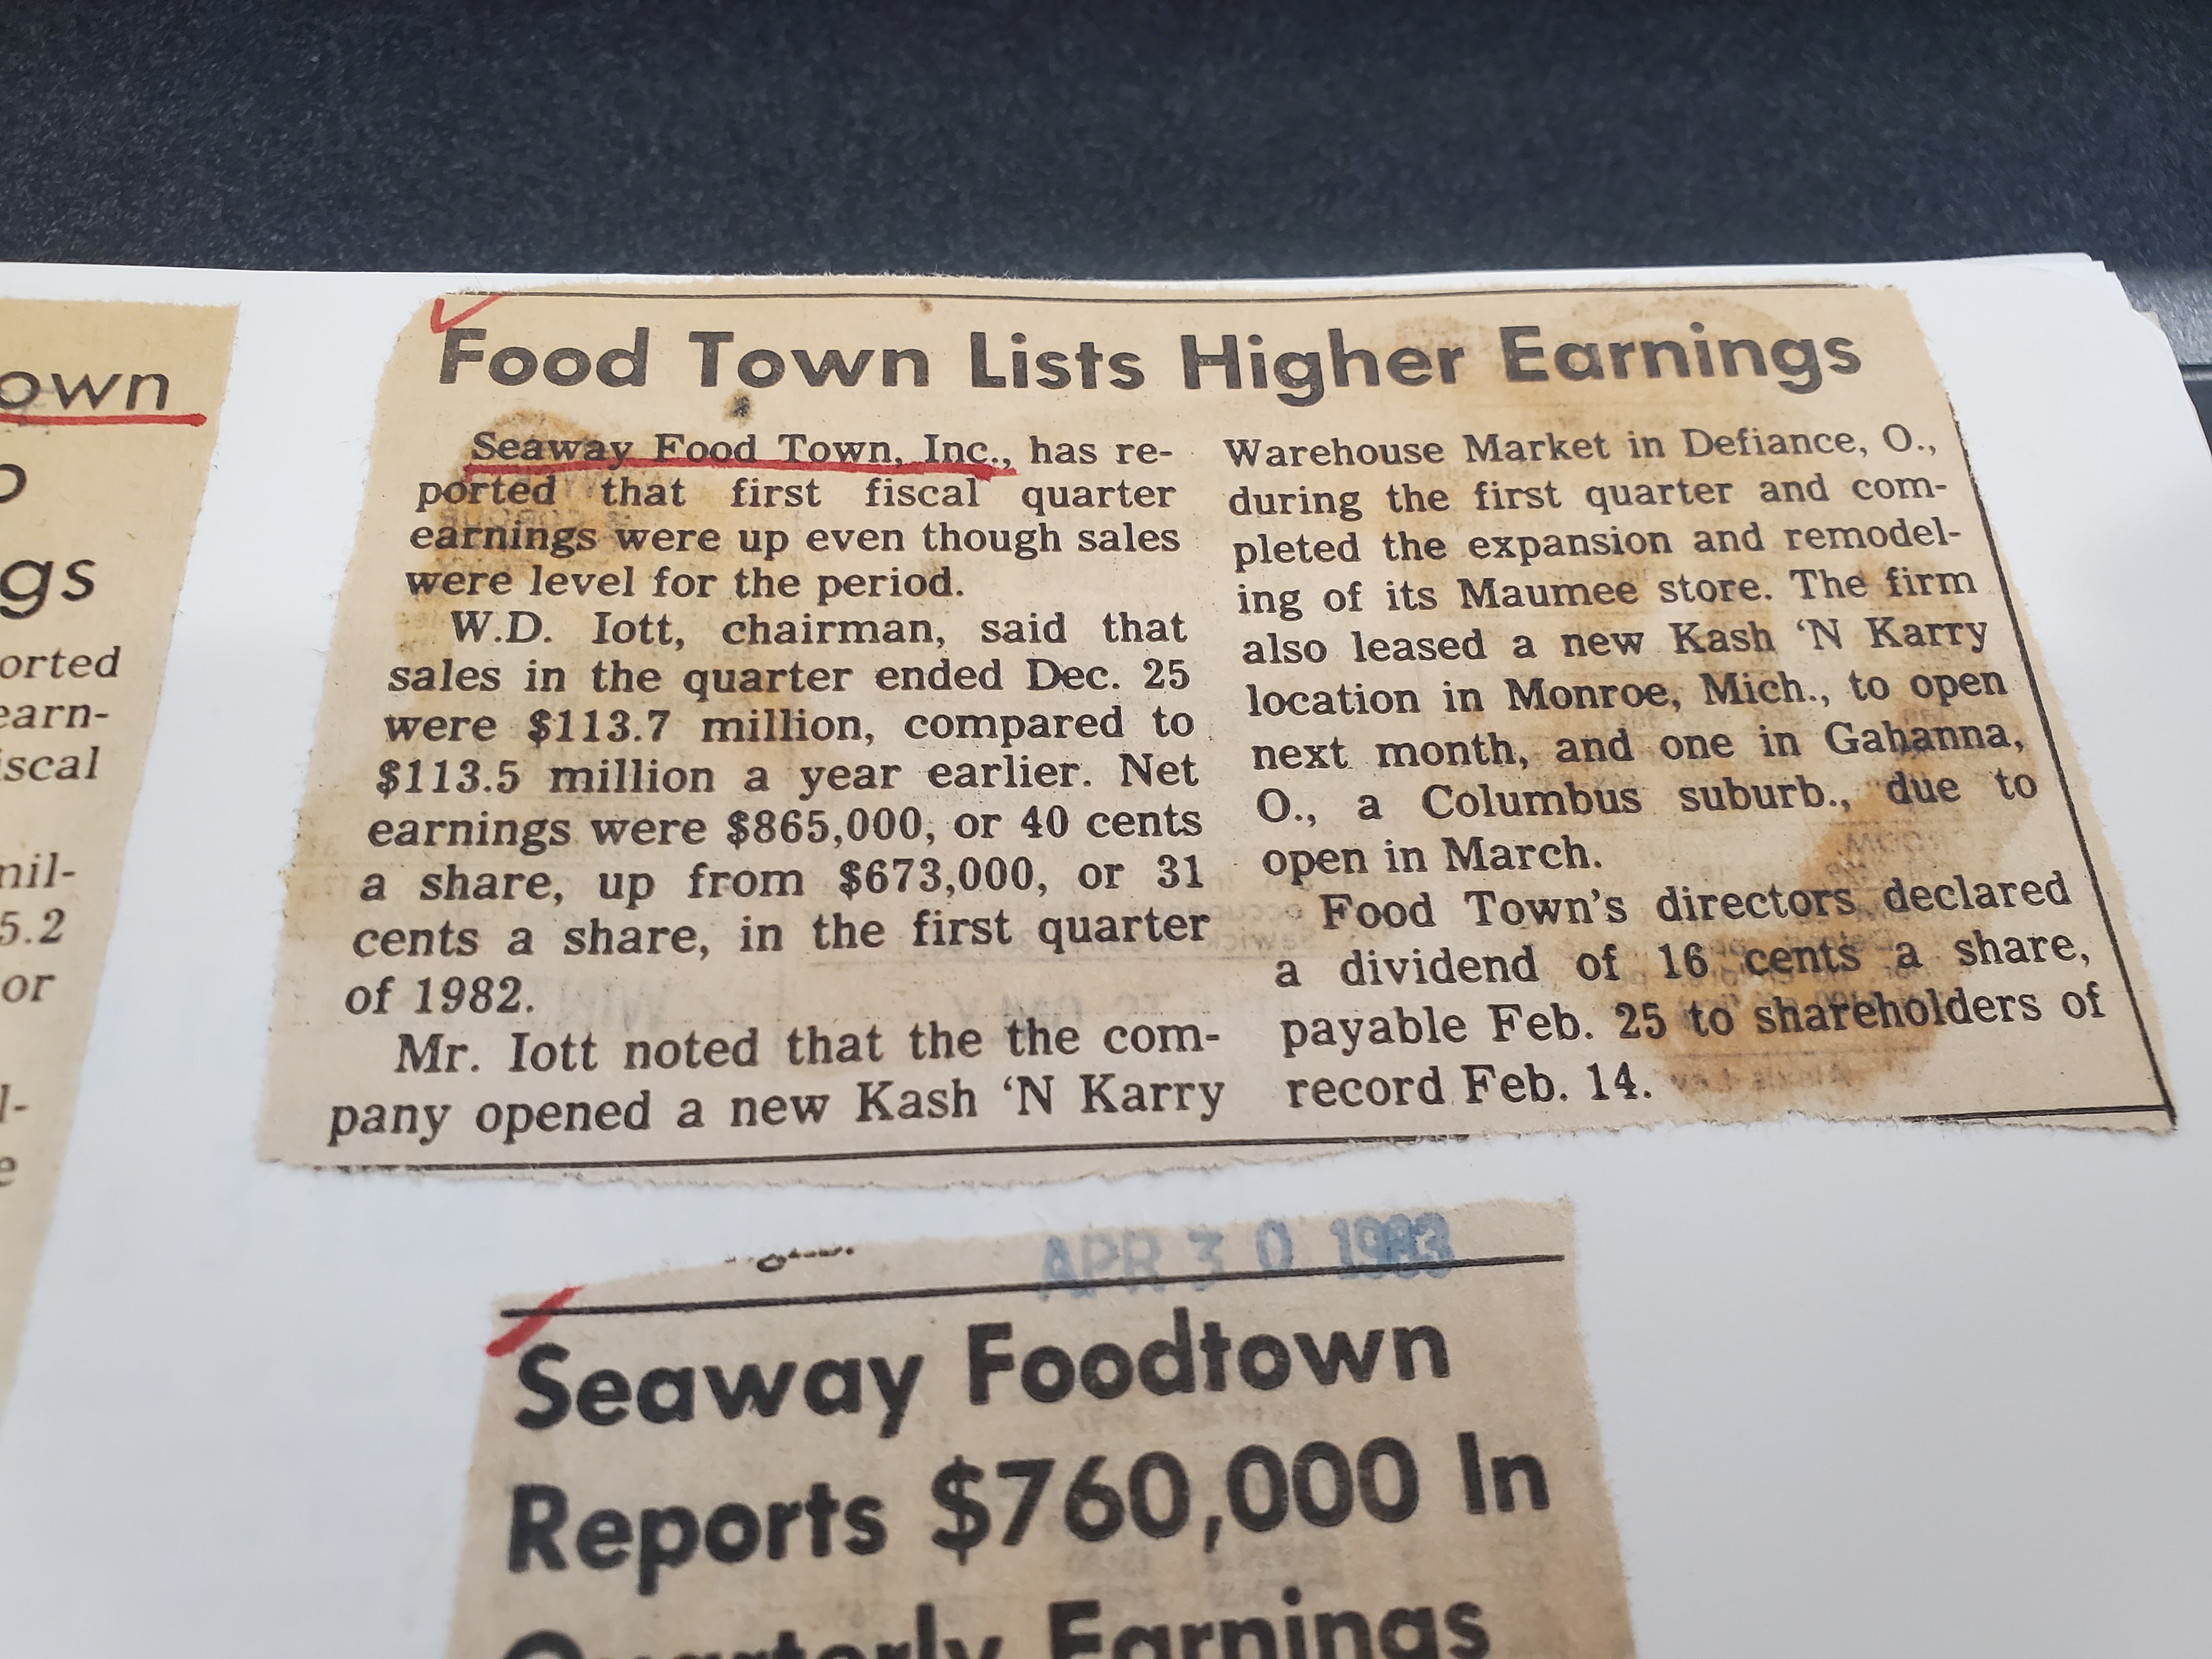 own
gs
orted
earn-
iscal
nil-
5.2
or
l-
e
Food Town Lists Higher Earnings
Seaway Food Town, Inc., has re-
ported that first fiscal quarter
earnings were up even though sales
were level for the period.
W.D. Iott, chairman, said that
sales in the quarter ended Dec. 25
were $113.7 million, compared to
$113.5 million a year earlier. Net
earnings were $865,000, or 40 cents
a share, up from $673,000, or 31
cents a share, in the first quarter
of 1982.
Mr. Iott noted that the the com-
pany opened a new Kash ‘N Karry
Warehouse Market in Defiance, O.,
during the first quarter and com-
pleted the expansion and remodel-
ing of its Maumee store. The firm
also leased a new Kash ‘N Karry
location in Monroe, Mich., to open
next month, and one in Gahanna,
O., a Columbus suburb., due to
open in March.
Food Town's directors declared
a dividend of 16 cents a share,
payable Feb. 25 to shareholders of
record Feb. 14.
APR 30 1983
Seaway Foodtown
Reports $760,000 In
Quarterly Earnings